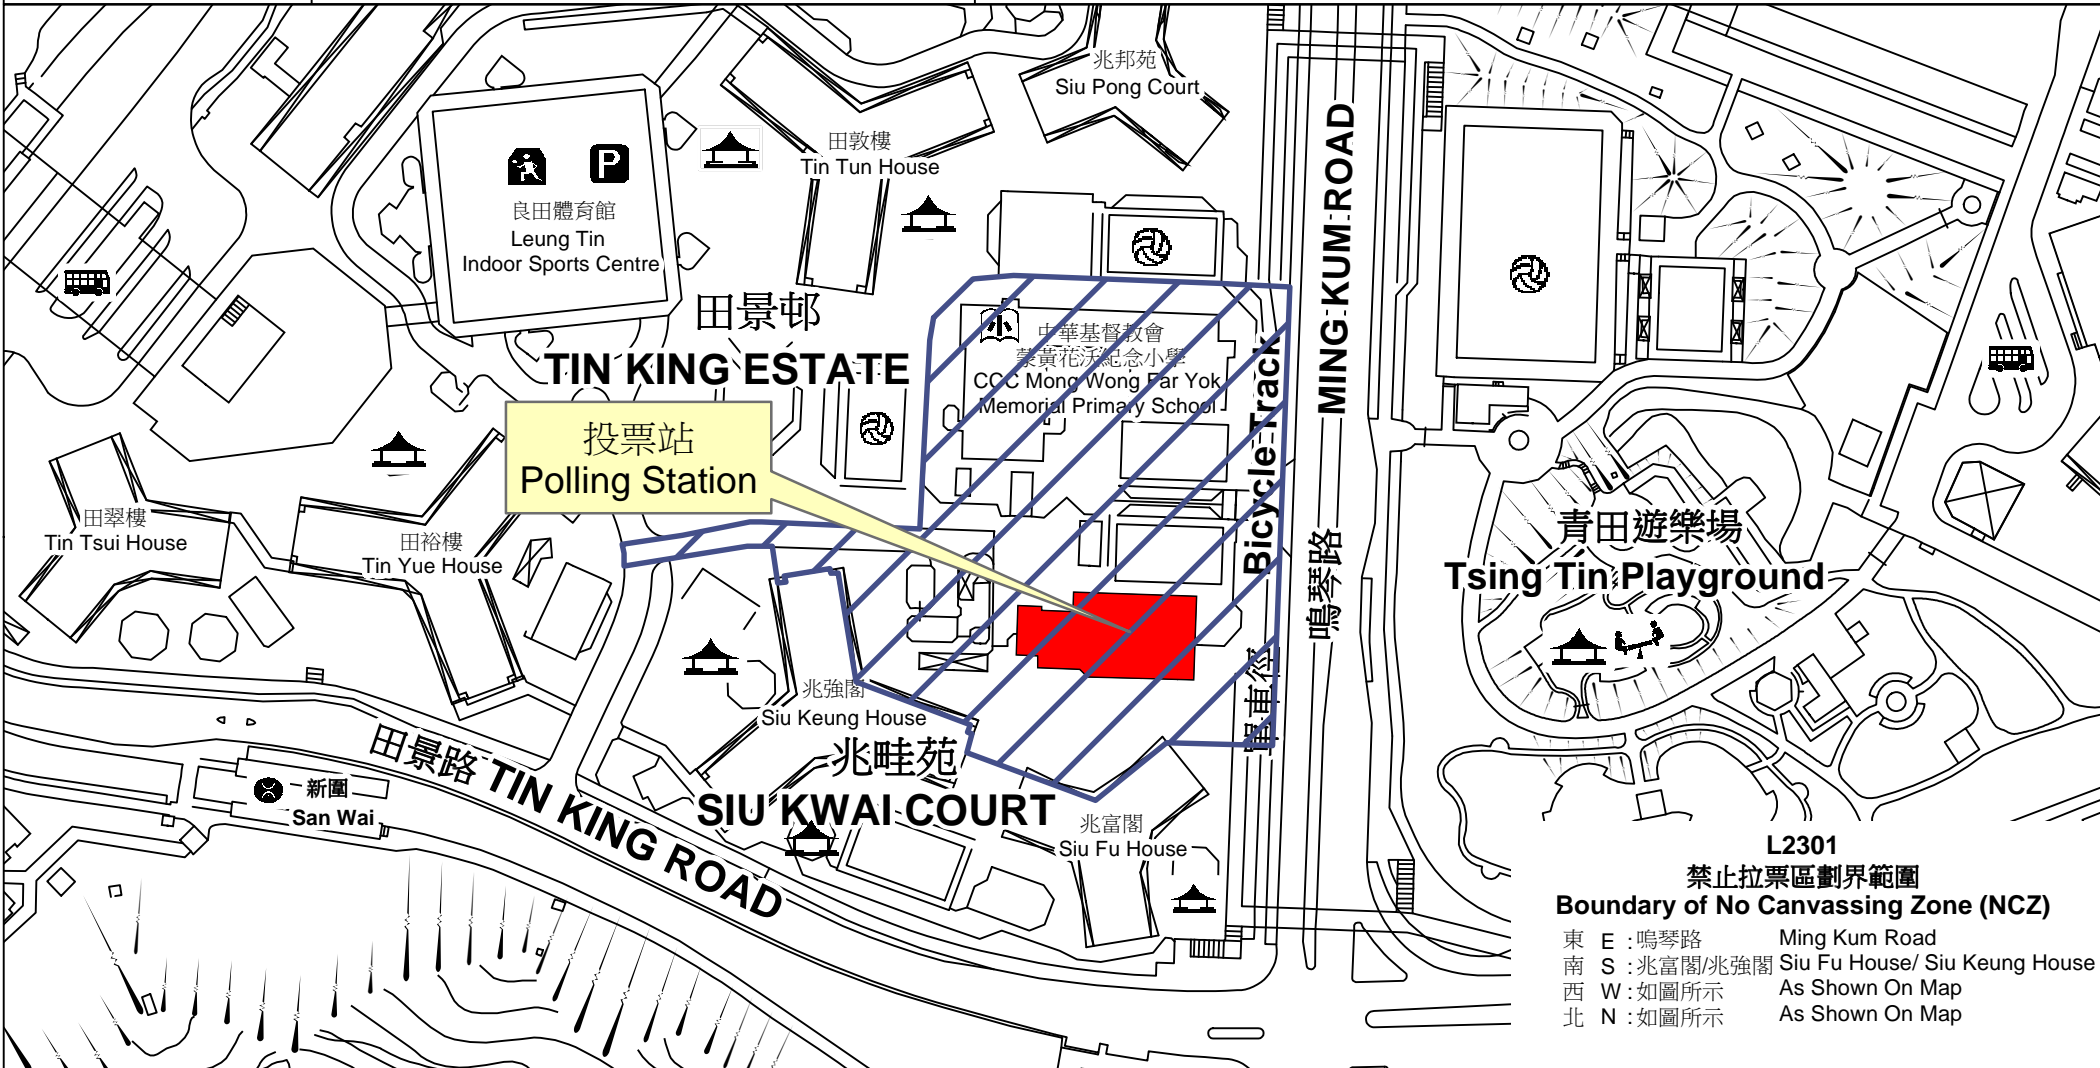 兆邦苑
Siu Pong Court
田敦樓
Tin Tun House
P
良田體育館
Leung Tin
Indoor Sports Centre
田景邨
TIN KING ESTATE
小
中華基督教會
蒙黃花沃紀念小學
CCC Mong Wong Far Yok
Memorial Primary School
投票站
Polling Station
Bicycle Track
單車徑
MING KUM ROAD
鳴琴路
田翠樓
Tin Tsui House
田裕樓
Tin Yue House
青田遊樂場
Tsing Tin Playground
兆強閣
Siu Keung House
兆畦苑
SIU KWAI COURT
田景路 TIN KING ROAD
新圍
San Wai
兆富閣
Siu Fu House
L2301
禁止拉票區劃界範圍
Boundary of No Canvassing Zone (NCZ)
東 E : 鳴琴路 Ming Kum Road
南 S : 兆富閣/兆強閣 Siu Fu House/ Siu Keung House
西 W : 如圖所示 As Shown On Map
北 N : 如圖所示 As Shown On Map